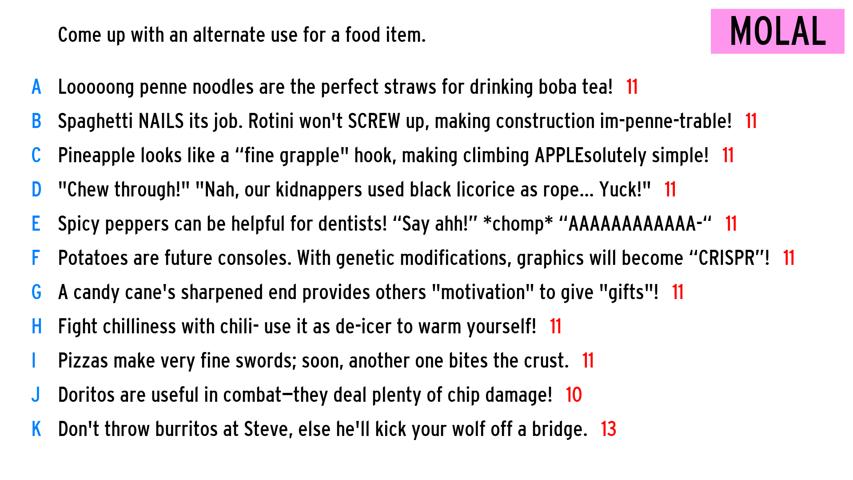 Come up with an alternate use for a food item.
MOLAL
A Looooong penne noodles are the perfect straws for drinking boba tea! 11
B Spaghetti NAILS its job. Rotini won't SCREW up, making construction im-penne-trable! 11
C Pineapple looks like a “fine grapple" hook, making climbing APPLEsolutely simple! 11
D "Chew through!" "Nah, our kidnappers used black licorice as rope... Yuck!" 11
E Spicy peppers can be helpful for dentists! “Say ahh!” *chomp* “AAAAAAAAAAAA-“ 11
F Potatoes are future consoles. With genetic modifications, graphics will become “CRISPR”! 11
G A candy cane's sharpened end provides others "motivation" to give "gifts"! 11
H Fight chilliness with chili- use it as de-icer to warm yourself! 11
I Pizzas make very fine swords; soon, another one bites the crust. 11
J Doritos are useful in combat—they deal plenty of chip damage! 10
K Don't throw burritos at Steve, else he'll kick your wolf off a bridge. 13